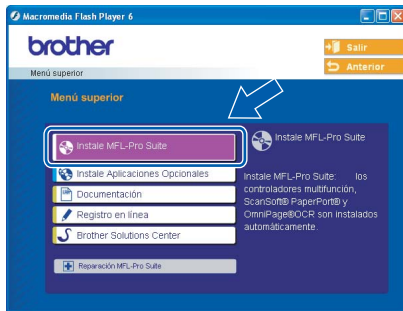 Macromedia Flash Player 6
brother
Salir
Menú superior
Anterior
Menú superior
Instale MFL-Pro Suite
Instale Aplicaciones Opcionales
Documentación
Registro en línea
Brother Solutions Center
Reparación MFL-Pro Suite
Instale MFL-Pro Suite
Instale MFL-Pro Suite: los
controladores multifunción,
ScanSoft® PaperPort® y
OmniPage®OCR son instalados
automáticamente.